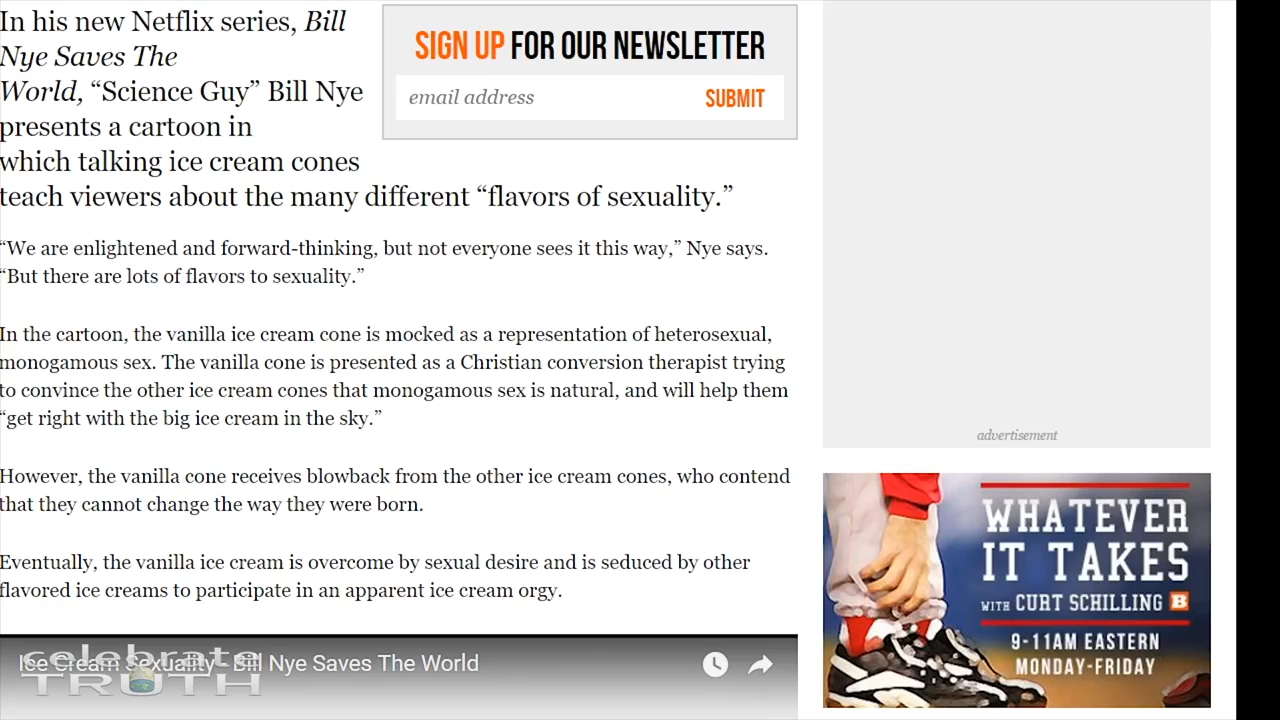 In his new Netflix series, Bill
Nye Saves The
World, “Science Guy” Bill Nye
presents a cartoon in
which talking ice cream cones
teach viewers about the many different “flavors of sexuality.”
SIGN UP FOR OUR NEWSLETTER
email address SUBMIT
“We are enlightened and forward-thinking, but not everyone sees it this way,” Nye says.
“But there are lots of flavors to sexuality.”
In the cartoon, the vanilla ice cream cone is mocked as a representation of heterosexual,
monogamous sex. The vanilla cone is presented as a Christian conversion therapist trying
to convince the other ice cream cones that monogamous sex is natural, and will help them
“get right with the big ice cream in the sky.”
However, the vanilla cone receives blowback from the other ice cream cones, who contend
that they cannot change the way they were born.
Eventually, the vanilla ice cream is overcome by sexual desire and is seduced by other
flavored ice creams to participate in an apparent ice cream orgy.
Ice Cream Sexuality - Bill Nye Saves The World
celebrate
TRUTH
advertisement
WHATEVER
IT TAKES
WITH CURT SCHILLING B
9-11AM EASTERN
MONDAY-FRIDAY